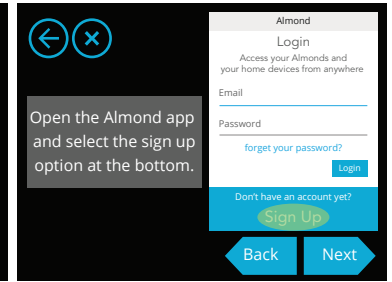 Open the Almond app
and select the sign up
option at the bottom.
Almond
Login
Access your Almonds and
your home devices from anywhere
Email
Password
forget your password?
Login
Don't have an account yet?
Sign Up
Back
Next